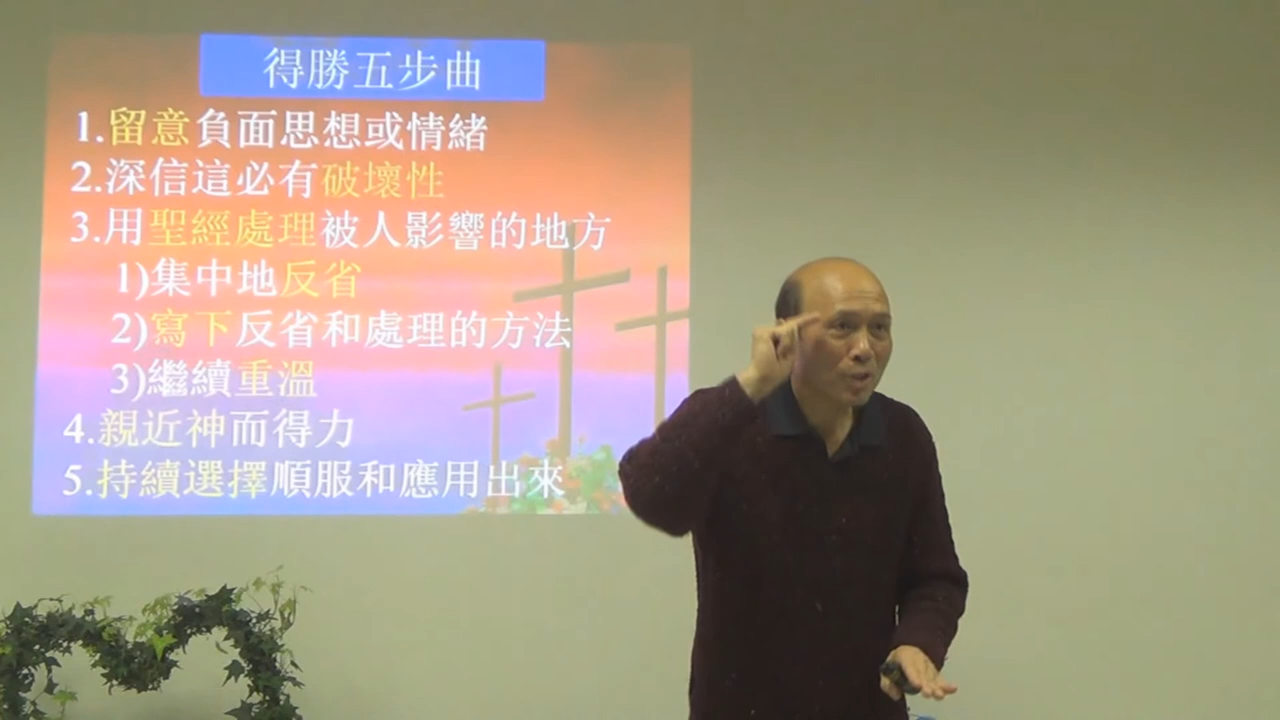 得勝五步曲
1.留意負面思想或情緒
2.深信這必有破壞性
3.用聖經處理被人影響的地方
1)集中地反省
2)寫下反省和處理的方法
3)繼續重溫
4.親近神而得力
5.持續選擇順服和應用出來